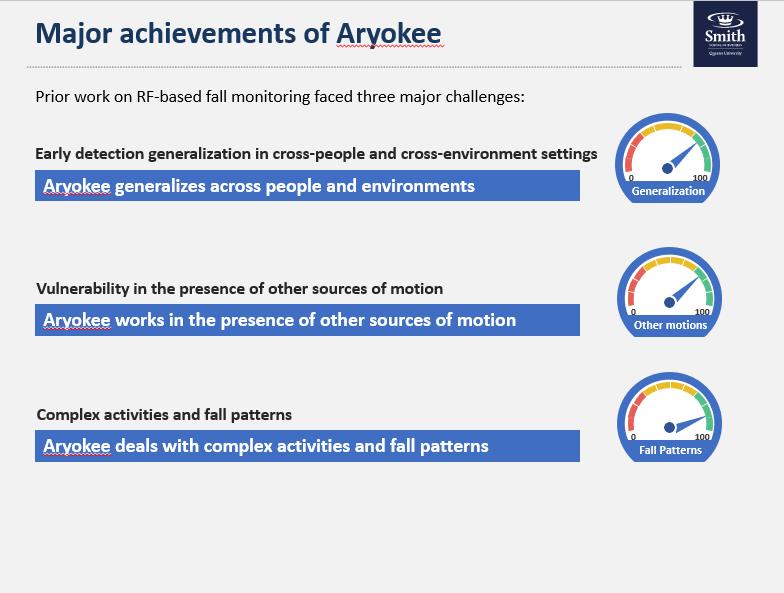 Major achievements of Aryokee
Smith
SCHOOL OF BUSINESS
Queen's University
Prior work on RF-based fall monitoring faced three major challenges:
Early detection generalization in cross-people and cross-environment settings
Aryokee generalizes across people and environments
0 100
Generalization
Vulnerability in the presence of other sources of motion
Aryokee works in the presence of other sources of motion
0 100
Other motions
Complex activities and fall patterns
Aryokee deals with complex activities and fall patterns
0 100
Fall Patterns